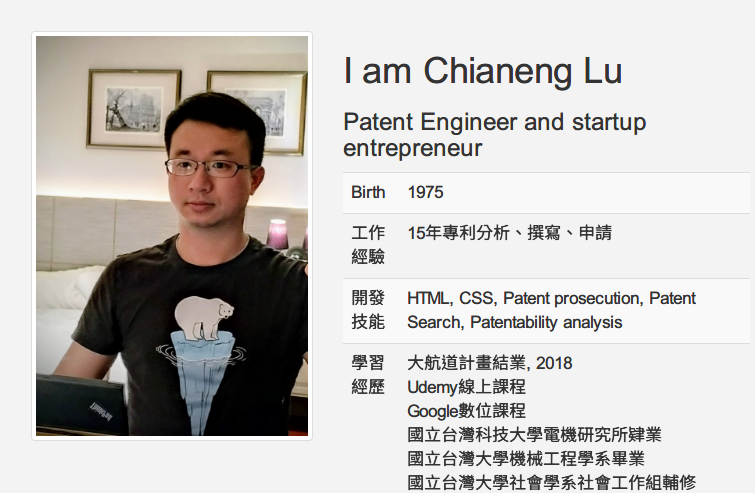 I am Chianeng Lu
Patent Engineer and startup
entrepreneur
Birth 1975
工作
經驗
15年專利分析、撰寫、申請
開發
技能
HTML, CSS, Patent prosecution, Patent
Search, Patentability analysis
學習
經歷
大航道計畫結業, 2018
Udemy線上課程
Google數位課程
國立台灣科技大學電機研究所肄業
國立台灣大學機械工程學系畢業
國立台灣大學社會學系社會工作組輔修